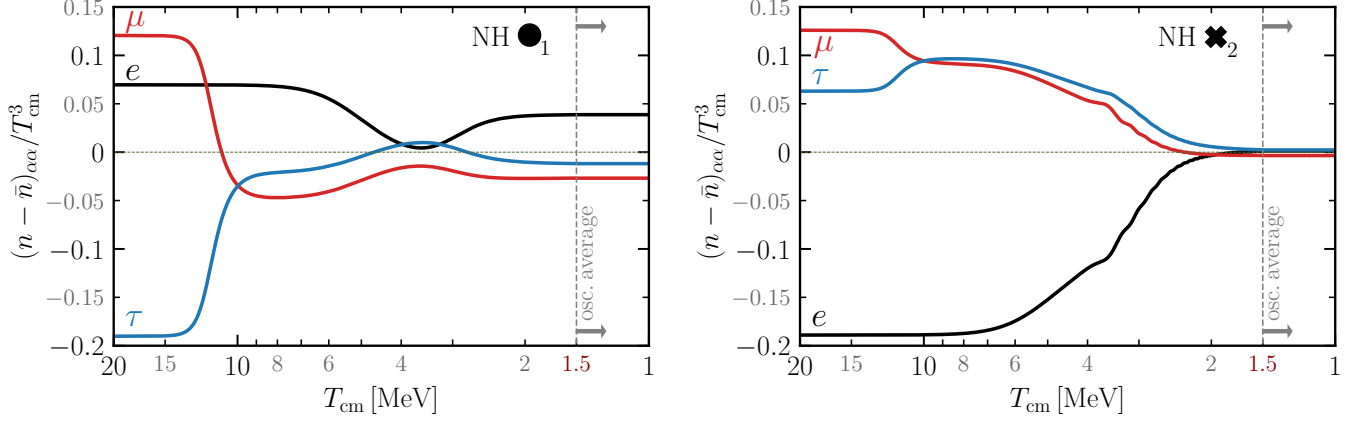 0.15
0.1
0.05
0
−0.05
−0.1
−0.15
−0.2
(n − n̄)αα/T³cm
μ
e
τ
NH ●1
osc. average
20 15 10 8 6 4 2 1.5 1
Tcm [MeV]
0.15
0.1
0.05
0
−0.05
−0.1
−0.15
−0.2
(n − n̄)αα/T³cm
μ
τ
e
NH ✖2
osc. average
20 15 10 8 6 4 2 1.5 1
Tcm [MeV]